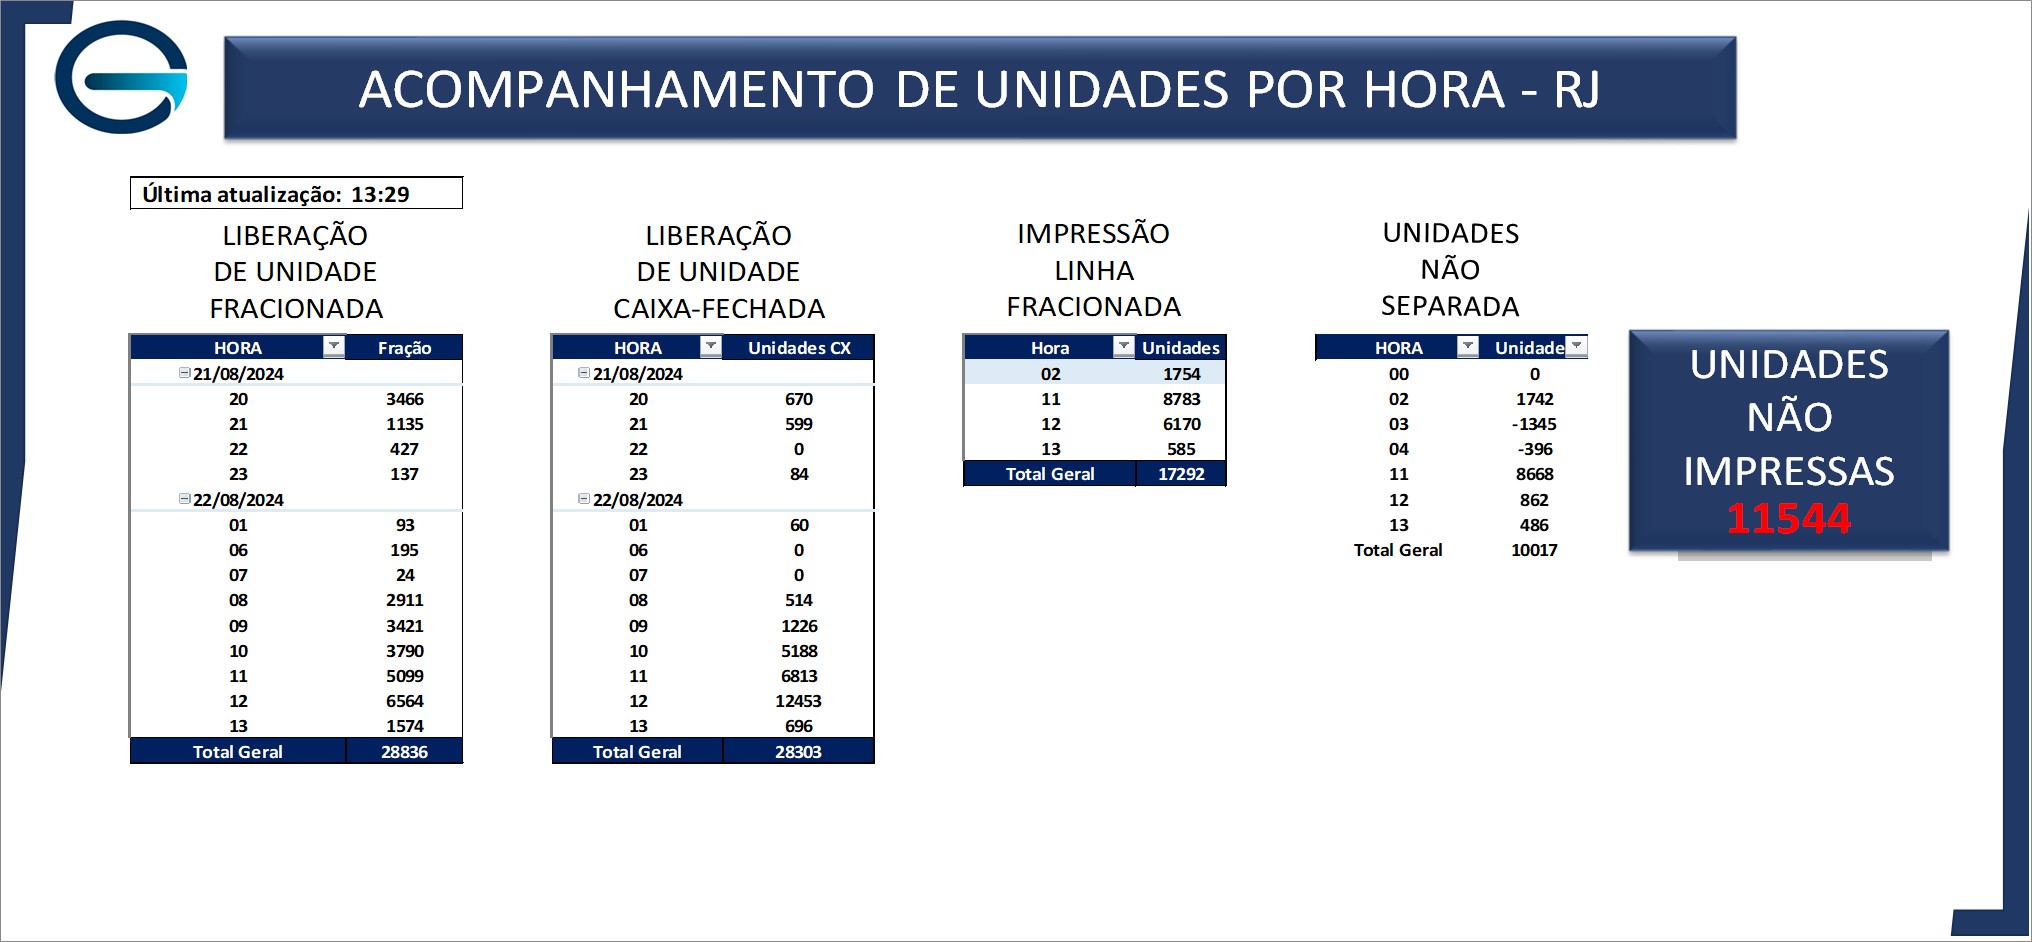 ACOMPANHAMENTO DE UNIDADES POR HORA - RJ
Última atualização: 13:29
LIBERAÇÃO
DE UNIDADE
FRACIONADA
HORA Fração
21/08/2024
20 3466
21 1135
22 427
23 137
22/08/2024
01 93
06 195
07 24
08 2911
09 3421
10 3790
11 5099
12 6564
13 1574
Total Geral 28836
LIBERAÇÃO
DE UNIDADE
CAIXA-FECHADA
HORA Unidades CX
21/08/2024
20 670
21 599
22 0
23 84
22/08/2024
01 60
06 0
07 0
08 514
09 1226
10 5188
11 6813
12 12453
13 696
Total Geral 28303
IMPRESSÃO
LINHA
FRACIONADA
Hora Unidades
02 1754
11 8783
12 6170
13 585
Total Geral 17292
UNIDADES
NÃO
SEPARADA
HORA Unidade
00 0
02 1742
03 -1345
04 -396
11 8668
12 862
13 486
Total Geral 10017
UNIDADES
NÃO
IMPRESSAS
11544